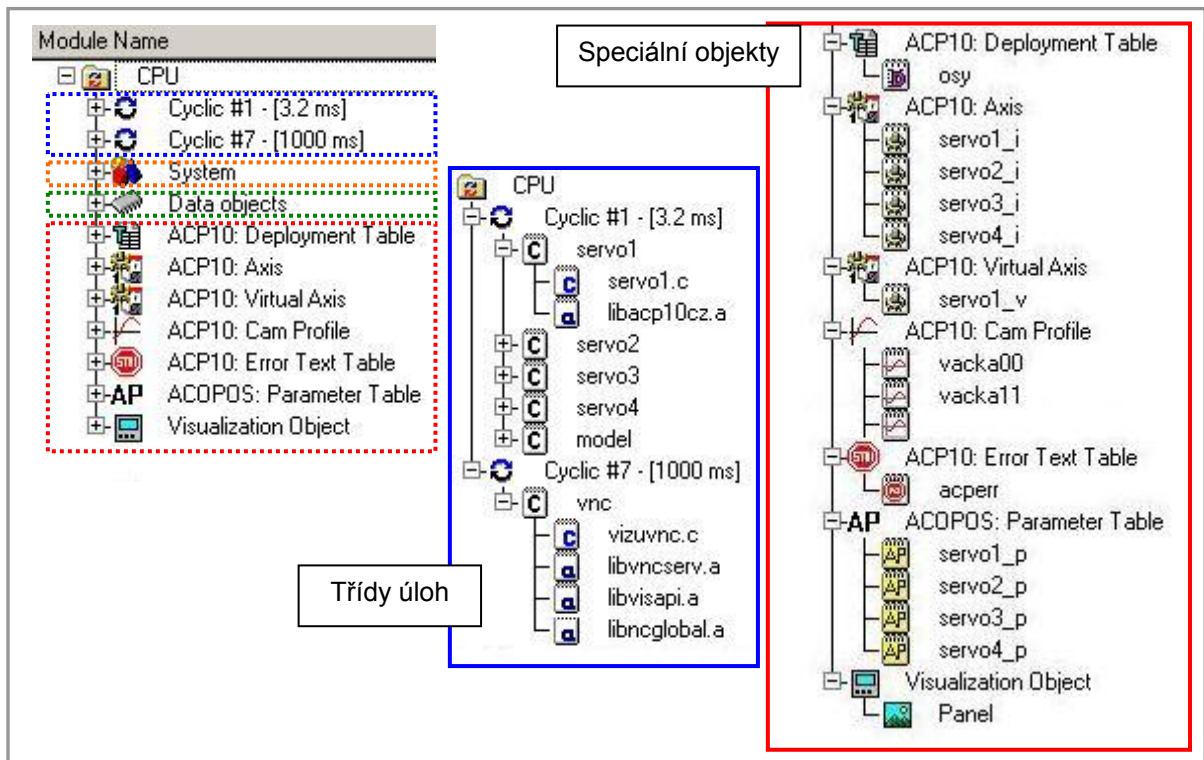 Module Name
CPU
Cyclic #1 - [3.2 ms]
Cyclic #7 - [1000 ms]
System
Data objects
ACP10: Deployment Table
ACP10: Axis
ACP10: Virtual Axis
ACP10: Cam Profile
ACP10: Error Text Table
AP ACOPOS: Parameter Table
Visualization Object
CPU
Cyclic #1 - [3.2 ms]
C servo1
c servo1.c
a libacp10cz.a
C servo2
C servo3
C servo4
C model
Cyclic #7 - [1000 ms]
C vnc
c vizuvnc.c
a libvncserv.a
a libvisapi.a
a libncglobal.a
Třídy úloh
Speciální objekty
ACP10: Deployment Table
osy
ACP10: Axis
servo1_i
servo2_i
servo3_i
servo4_i
ACP10: Virtual Axis
servo1_v
ACP10: Cam Profile
vacka00
vacka11
ACP10: Error Text Table
acperr
AP ACOPOS: Parameter Table
AP servo1_p
AP servo2_p
AP servo3_p
AP servo4_p
Visualization Object
Panel